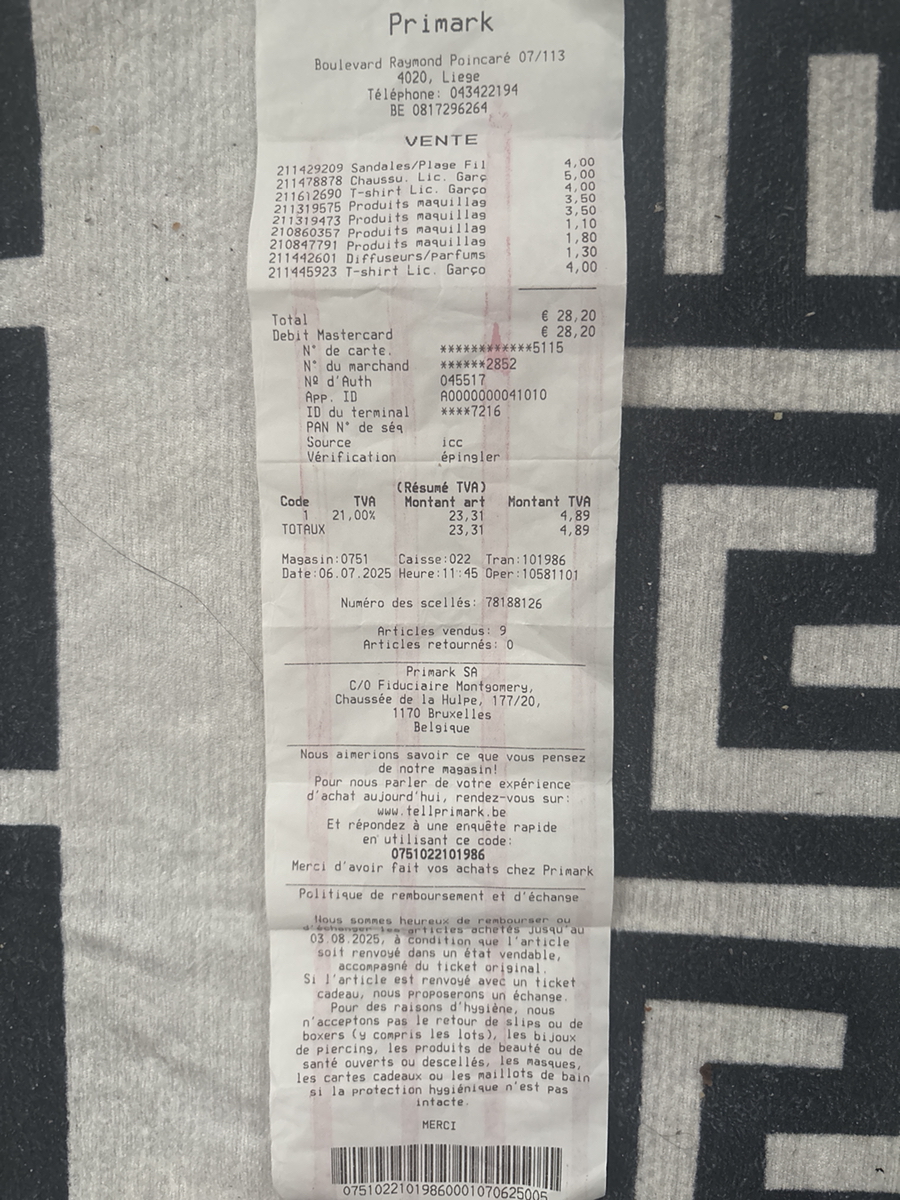 Primark
Boulevard Raymond Poincaré 07/113
4020, Liege
Téléphone: 043422194
BE 0817296264
VENTE
211429209 Sandales/Plage Fil 4,00
211478878 Chaussu. Lic. Garç 5,00
211612690 T-shirt Lic. Garço 4,00
211319575 Produits maquillag 3,50
211319473 Produits maquillag 3,50
210860357 Produits maquillag 1,10
210847791 Produits maquillag 1,80
211442601 Diffuseurs/parfums 1,30
211445923 T-shirt Lic. Garço 4,00
Total € 28,20
Debit Mastercard € 28,20
N° de carte. ************5115
N° du marchand ******2852
Nº d'Auth 045517
App. ID A0000000041010
ID du terminal ****7216
PAN N° de séq
Source icc
Vérification épingler
(Résumé TVA)
Code TVA Montant art Montant TVA
1 21,00% 23,31 4,89
TOTAUX 23,31 4,89
Magasin:0751 Caisse:022 Tran:101986
Date:06.07.2025 Heure:11:45 Oper:10581101
Numéro des scellés: 78188126
Articles vendus: 9
Articles retournés: 0
Primark SA
C/O Fiduciaire Montgomery,
Chaussée de la Hulpe, 177/20,
1170 Bruxelles
Belgique
Nous aimerions savoir ce que vous pensez
de notre magasin!
Pour nous parler de votre expérience
d'achat aujourd'hui, rendez-vous sur:
www.tellprimark.be
Et répondez à une enquête rapide
en utilisant ce code:
0751022101986
Merci d'avoir fait vos achats chez Primark
Politique de remboursement et d'échange
Nous sommes heureux de rembourser ou
d'échanger les articles achetés jusqu'au
03.08.2025, à condition que l'article
soit renvoyé dans un état vendable,
accompagné du ticket original.
Si l'article est renvoyé avec un ticket
cadeau, nous proposerons un échange.
Pour des raisons d'hygiène, nous
n'acceptons pas le retour de slips ou de
boxers (y compris les lots), les bijoux
de piercing, les produits de beauté ou de
santé ouverts ou descellés, les masques,
les cartes cadeaux ou les maillots de bain
si la protection hygiénique n'est pas
intacte.
MERCI
07510221019860001070625005